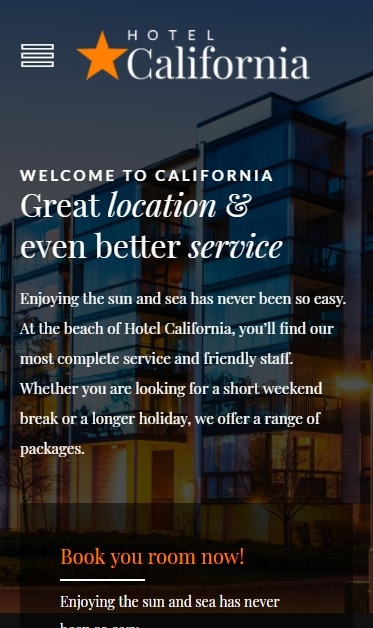 HOTEL
California
WELCOME TO CALIFORNIA
Great location &
even better service
Enjoying the sun and sea has never been so easy.
At the beach of Hotel California, you'll find our
most complete service and friendly staff.
Whether you are looking for a short weekend
break or a longer holiday, we offer a range of
packages.
Book you room now!
Enjoying the sun and sea has never
been so easy.